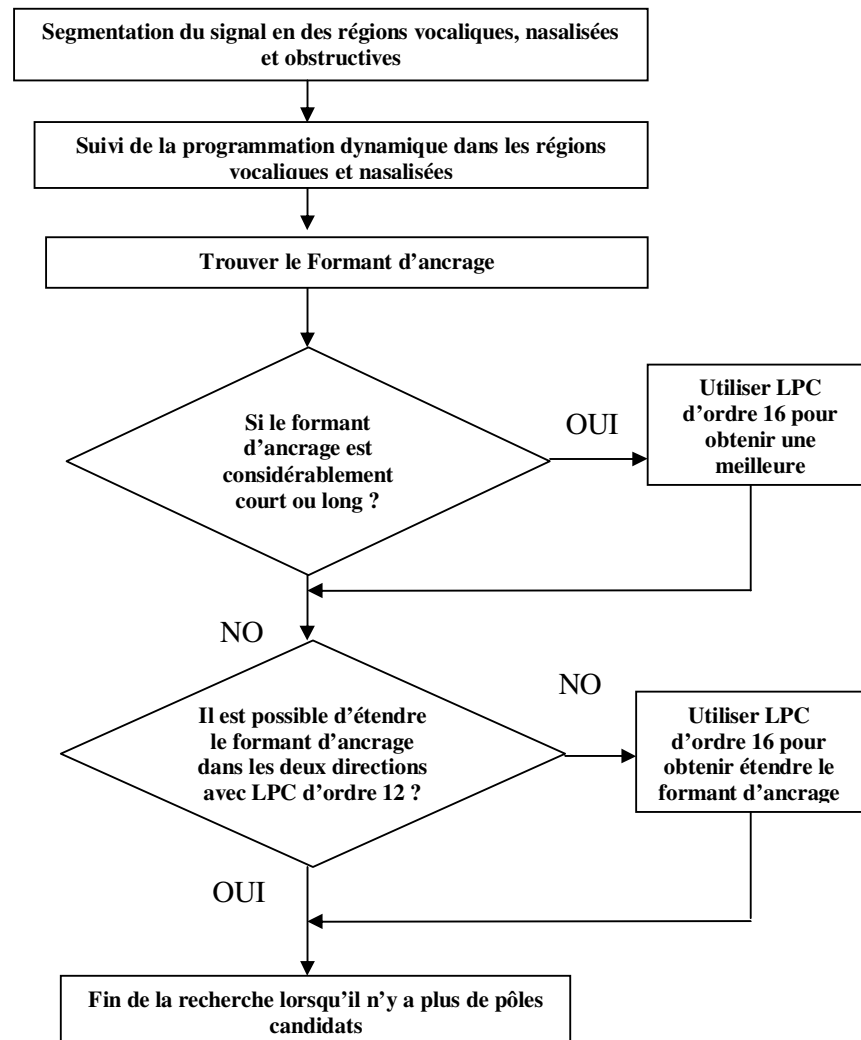 Segmentation du signal en des régions vocaliques, nasalisées
et obstructives
Suivi de la programmation dynamique dans les régions
vocaliques et nasalisées
Trouver le Formant d’ancrage
Si le formant
d’ancrage est
considérablement
court ou long ?
OUI
Utiliser LPC
d’ordre 16 pour
obtenir une
meilleure
NO
Il est possible d’étendre
le formant d’ancrage
dans les deux directions
avec LPC d’ordre 12 ?
NO
Utiliser LPC
d’ordre 16 pour
obtenir étendre le
formant d’ancrage
OUI
Fin de la recherche lorsqu'il n’y a plus de pôles
candidats